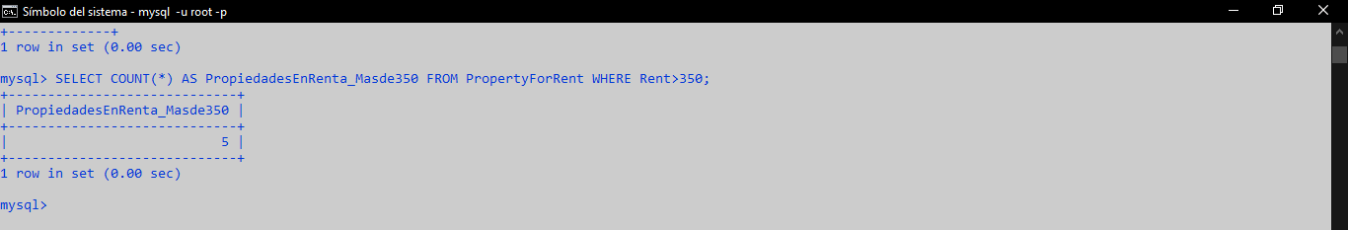 Símbolo del sistema - mysql -u root -p
+-------------+
1 row in set (0.00 sec)
mysql> SELECT COUNT(*) AS PropiedadesEnRenta_Masde350 FROM PropertyForRent WHERE Rent>350;
+-----------------------------+
| PropiedadesEnRenta_Masde350 |
+-----------------------------+
|                           5 |
+-----------------------------+
1 row in set (0.00 sec)
mysql>